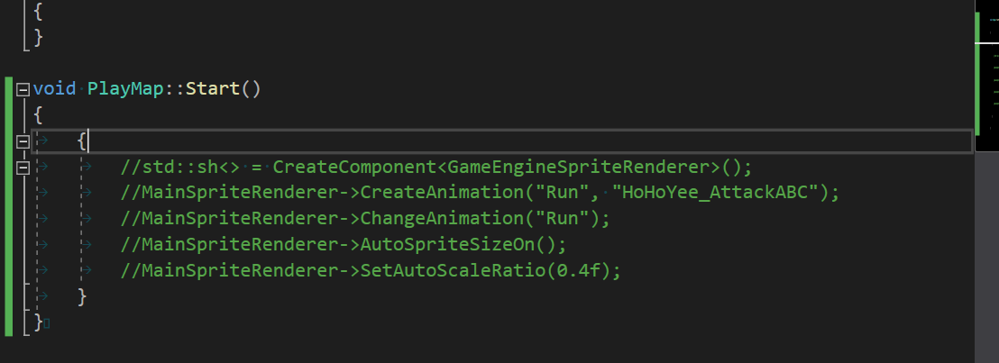 {
}
void PlayMap::Start()
{
{
//std::sh<> = CreateComponent<GameEngineSpriteRenderer>();
//MainSpriteRenderer->CreateAnimation("Run", "HoHoYee_AttackABC");
//MainSpriteRenderer->ChangeAnimation("Run");
//MainSpriteRenderer->AutoSpriteSizeOn();
//MainSpriteRenderer->SetAutoScaleRatio(0.4f);
}
}